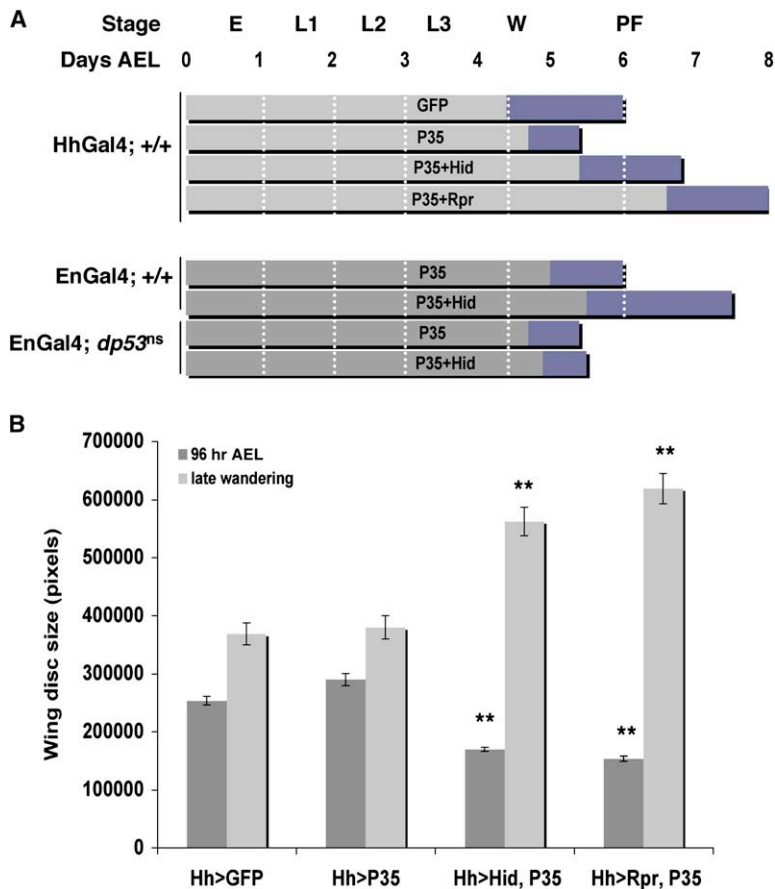 A
Stage E L1 L2 L3 W PF
Days AEL 0 1 2 3 4 5 6 7 8
HhGal4; +/+
GFP
P35
P35+Hid
P35+Rpr
EnGal4; +/+
P35
P35+Hid
EnGal4; dp53ns
P35
P35+Hid
B
Wing disc size (pixels)
700000
600000
500000
400000
300000
200000
100000
0
96 hr AEL
late wandering
**
**
**
**
Hh>GFP Hh>P35 Hh>Hid, P35 Hh>Rpr, P35